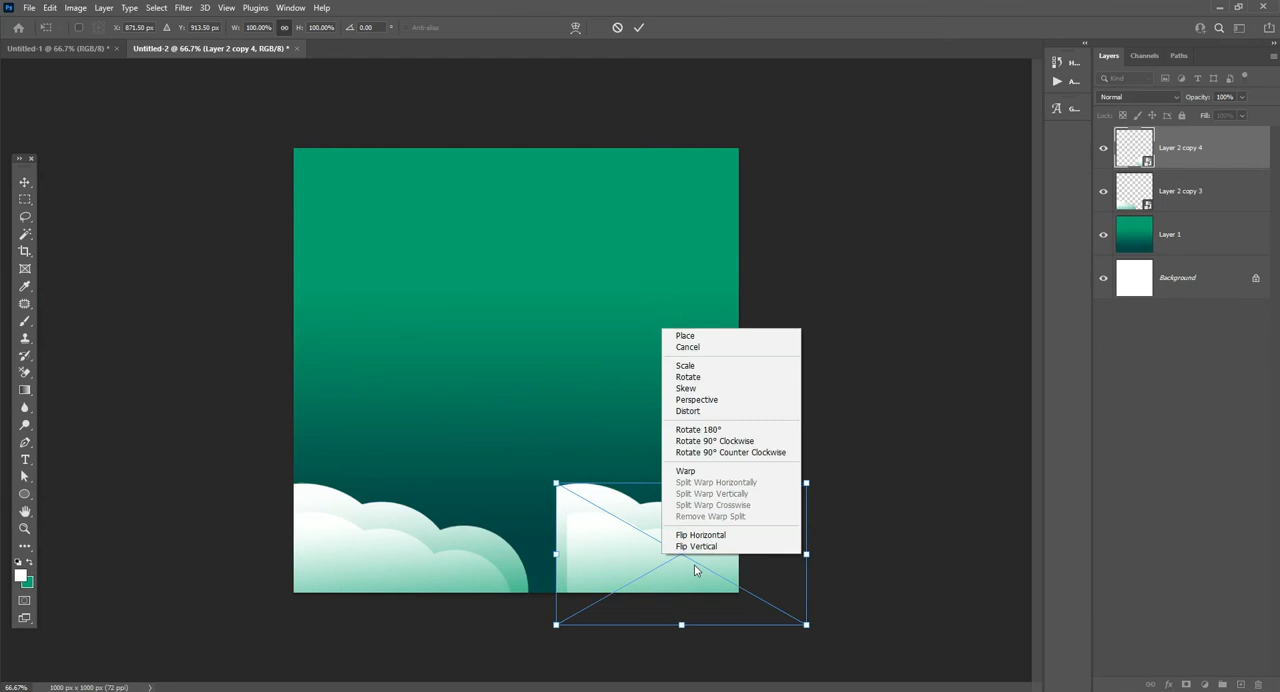 Ps File Edit Image Layer Type Select Filter 3D View Plugins Window Help
X: 871.50 px Y: 913.50 px W: 100.00% H: 100.00% 0.00 ° Anti-alias
Untitled-1 @ 66.7% (RGB/8) * × Untitled-2 @ 66.7% (Layer 2 copy 4, RGB/8) * ×
H...
A...
G...
Layers Channels Paths
Kind
Normal Opacity: 100%
Lock: Fill: 100%
Layer 2 copy 4
Layer 2 copy 3
Layer 1
Background
Place
Cancel
Scale
Rotate
Skew
Perspective
Distort
Rotate 180°
Rotate 90° Clockwise
Rotate 90° Counter Clockwise
Warp
Split Warp Horizontally
Split Warp Vertically
Split Warp Crosswise
Remove Warp Split
Flip Horizontal
Flip Vertical
66.67% 1000 px x 1000 px (72 ppi)